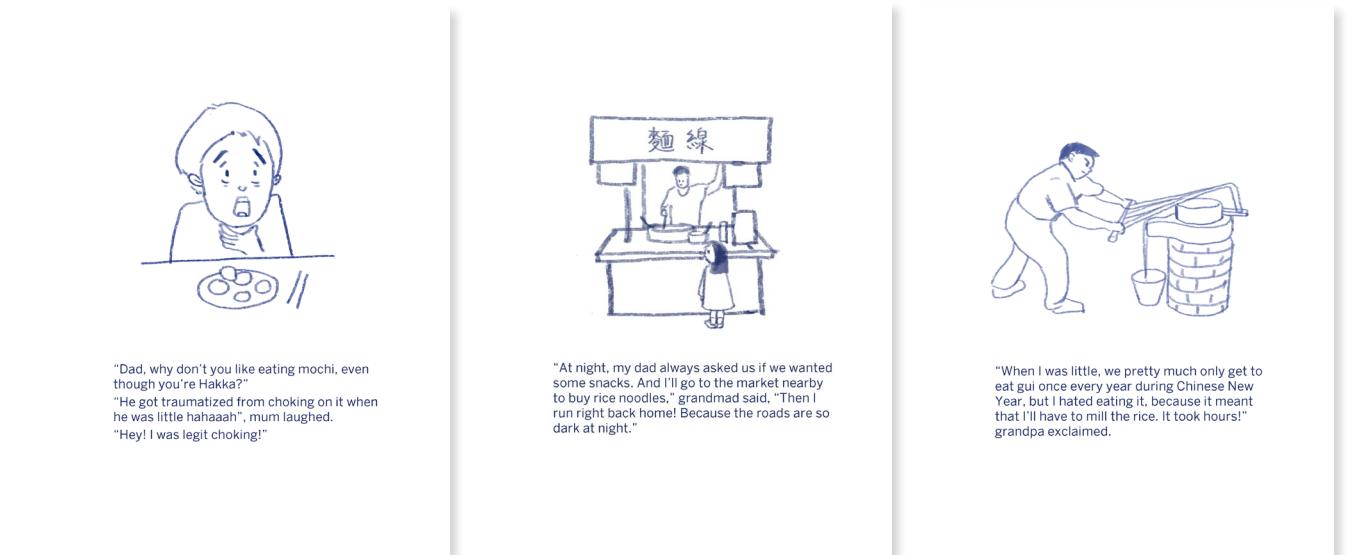 “Dad, why don’t you like eating mochi, even
though you’re Hakka?”
“He got traumatized from choking on it when
he was little hahaaah”, mum laughed.
“Hey! I was legit choking!”
麵 線
“At night, my dad always asked us if we wanted
some snacks. And I’ll go to the market nearby
to buy rice noodles,” grandmad said, “Then I
run right back home! Because the roads are so
dark at night.”
“When I was little, we pretty much only get to
eat gui once every year during Chinese New
Year, but I hated eating it, because it meant
that I’ll have to mill the rice. It took hours!”
grandpa exclaimed.